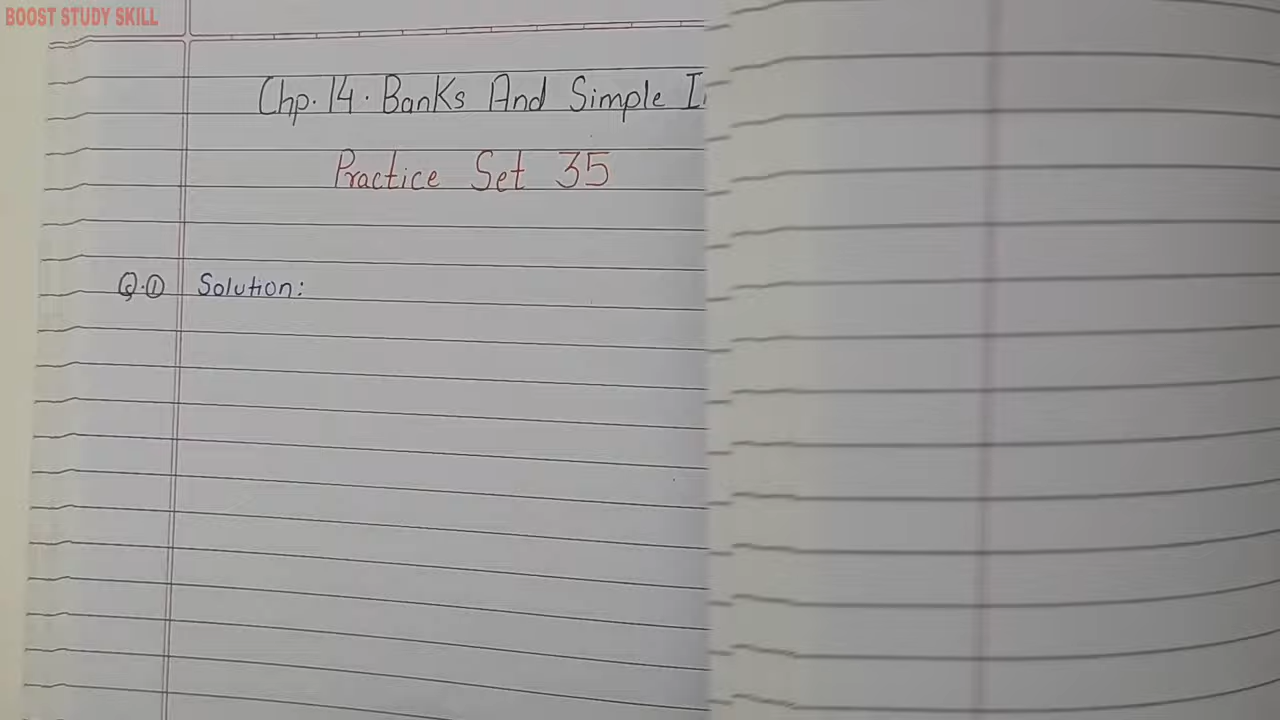 BOOST STUDY SKILL
Chp. 14. Banks And Simple
Practice Set 35
Q.1 Solution: